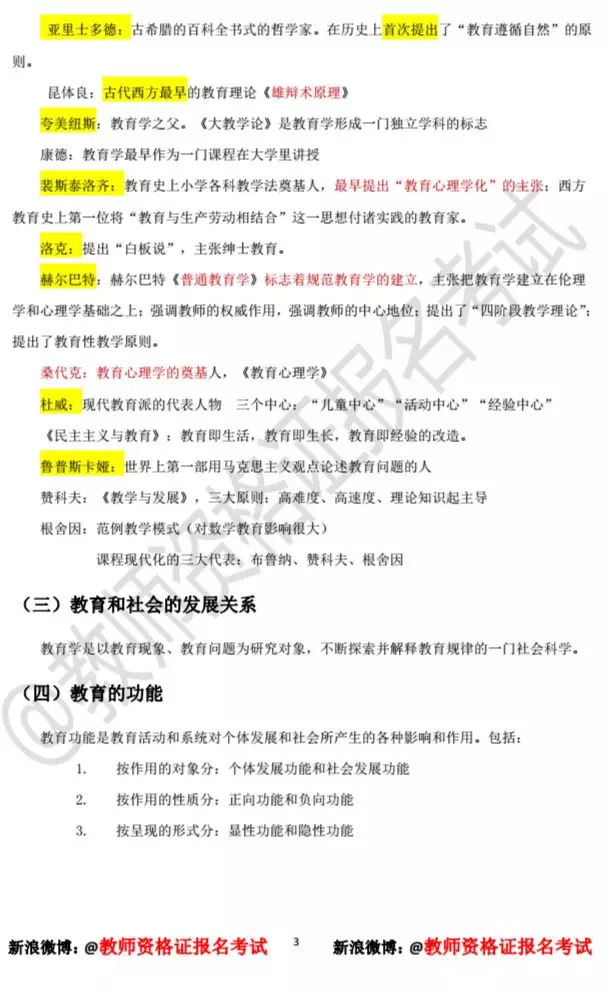 亚里士多德：古希腊的百科全书式的哲学家。在历史上首次提出了“教育遵循自然”的原
则。
昆体良：古代西方最早的教育理论《雄辩术原理》
夸美纽斯：教育学之父。《大教学论》是教育学形成一门独立学科的标志
康德：教育学最早作为一门课程在大学里讲授
裴斯泰洛齐：教育史上小学各科教学法奠基人，最早提出“教育心理学化”的主张；西方
教育史上第一位将“教育与生产劳动相结合”这一思想付诸实践的教育家。
洛克：提出“白板说”，主张绅士教育。
赫尔巴特：赫尔巴特《普通教育学》标志着规范教育学的建立，主张把教育学建立在伦理
学和心理学基础之上；强调教师的权威作用，强调教师的中心地位；提出了“四阶段教学理论”；
提出了教育性教学原则。
桑代克：教育心理学的奠基人，《教育心理学》
杜威：现代教育派的代表人物 三个中心：“儿童中心”“活动中心”“经验中心”
《民主主义与教育》：教育即生活，教育即生长，教育即经验的改造。
鲁普斯卡娅：世界上第一部用马克思主义观点论述教育问题的人
赞科夫：《教学与发展》，三大原则：高难度、高速度、理论知识起主导
根舍因：范例教学模式（对数学教育影响很大）
课程现代化的三大代表：布鲁纳、赞科夫、根舍因
（三）教育和社会的发展关系
教育学是以教育现象、教育问题为研究对象，不断探索并解释教育规律的一门社会科学。
（四）教育的功能
教育功能是教育活动和系统对个体发展和社会所产生的各种影响和作用。包括：
1. 按作用的对象分：个体发展功能和社会发展功能
2. 按作用的性质分：正向功能和负向功能
3. 按呈现的形式分：显性功能和隐性功能
@教师资格证报名考试
新浪微博：@教师资格证报名考试 3 新浪微博：@教师资格证报名考试